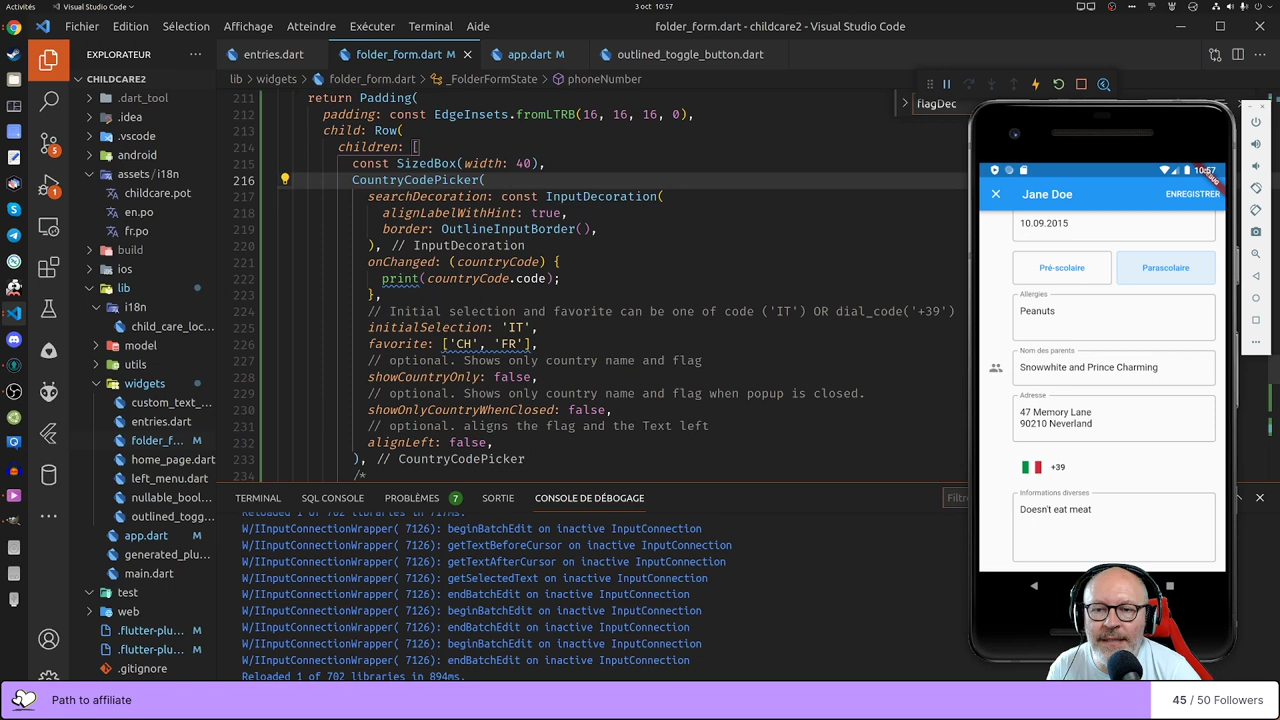 Activités
Visual Studio Code
3 oct 10:57
Fichier Edition Sélection Affichage Aller Exécuter Terminal Aide
folder_form.dart - childcare2 - Visual Studio Code
EXPLORATEUR
entries.dart
folder_form.dart M
app.dart M
outlined_toggle_button.dart
CHILDCARE2
lib > widgets > folder_form.dart > _FolderFormState > phoneNumber
.dart_tool
.idea
.vscode
android
assets/i18n
childcare.pot
en.po
fr.po
build
ios
lib
i18n
child_care_loc...
model
utils
widgets
custom_text_...
entries.dart
folder_f... M
home_page.dart
left_menu.dart
nullable_bool...
outlined_togg...
app.dart M
generated_plu...
main.dart
test
web
.flutter-plu... M
.flutter-plu... M
.gitignore
5
1
211 return Padding(
212 padding: const EdgeInsets.fromLTRB(16, 16, 16, 0),
213 child: Row(
214 children: [
215 const SizedBox(width: 40),
216 CountryCodePicker(
217 searchDecoration: const InputDecoration(
218 alignLabelWithHint: true,
219 border: OutlineInputBorder(),
220 ), // InputDecoration
221 onChanged: (countryCode) {
222 print(countryCode.code);
223 },
224 // Initial selection and favorite can be one of code ('IT') OR dial_code('+39')
225 initialSelection: 'IT',
226 favorite: ['CH', 'FR'],
227 // optional. Shows only country name and flag
228 showCountryOnly: false,
229 // optional. Shows only country name and flag when popup is closed.
230 showOnlyCountryWhenClosed: false,
231 // optional. aligns the flag and the Text left
232 alignLeft: false,
233 ), // CountryCodePicker
234 /*
flagDec
TERMINAL SQL CONSOLE PROBLÈMES 7 SORTIE CONSOLE DE DÉBOGAGE
Filtre
Reloaded 1 of 702 libraries in 717ms.
W/IInputConnectionWrapper( 7126): beginBatchEdit on inactive InputConnection
W/IInputConnectionWrapper( 7126): getTextBeforeCursor on inactive InputConnection
W/IInputConnectionWrapper( 7126): getTextAfterCursor on inactive InputConnection
W/IInputConnectionWrapper( 7126): getSelectedText on inactive InputConnection
W/IInputConnectionWrapper( 7126): endBatchEdit on inactive InputConnection
W/IInputConnectionWrapper( 7126): beginBatchEdit on inactive InputConnection
W/IInputConnectionWrapper( 7126): endBatchEdit on inactive InputConnection
W/IInputConnectionWrapper( 7126): beginBatchEdit on inactive InputConnection
W/IInputConnectionWrapper( 7126): endBatchEdit on inactive InputConnection
Reloaded 1 of 702 libraries in 894ms.
10:57
Jane Doe
ENREGISTRER
10.09.2015
Pré-scolaire
Parascolaire
Allergies
Peanuts
Nom des parents
Snowwhite and Prince Charming
Adresse
47 Memory Lane
90210 Neverland
+39
Informations diverses
Doesn't eat meat
Path to affiliate
45 / 50 Followers